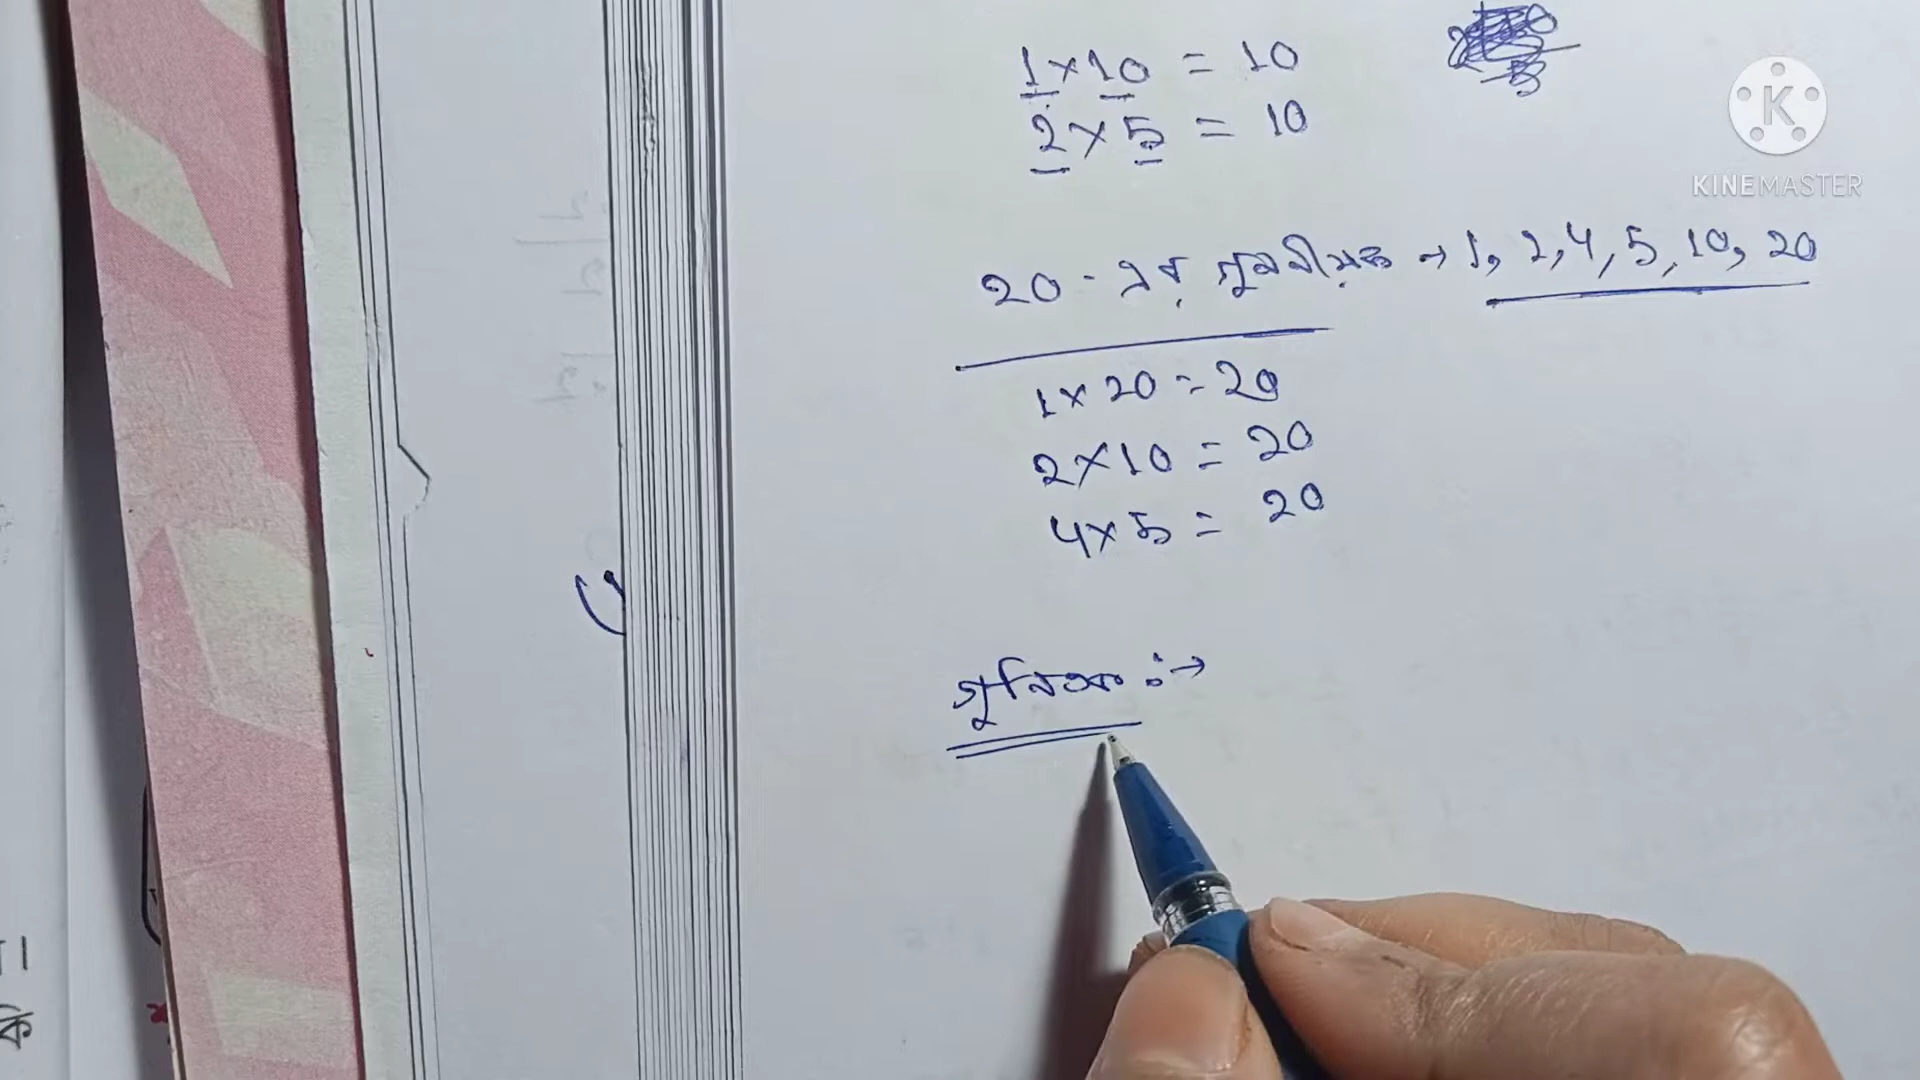 1×10 = 10
2×5 = 10
KINEMASTER
20-এর গুণনীয়ক → 1, 2, 4, 5, 10, 20
1×20 = 20
2×10 = 20
4×5 = 20
গুণিতক :→